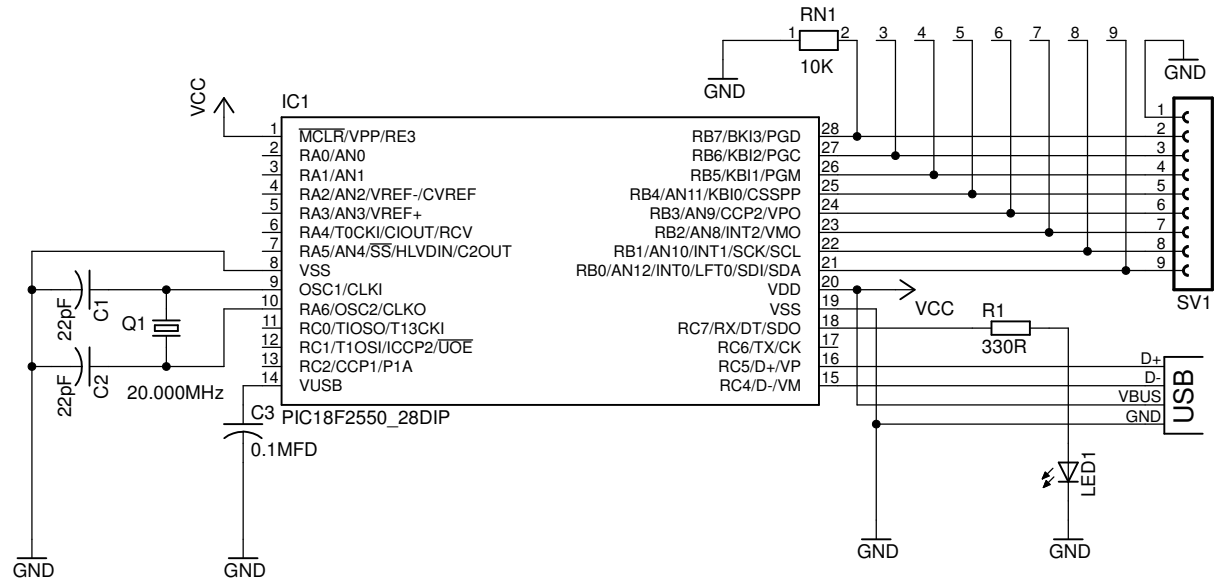 RN1
1 2 3 4 5 6 7 8 9
10K
GND
GND
VCC
IC1
1 MCLR/VPP/RE3
2 RA0/AN0
3 RA1/AN1
4 RA2/AN2/VREF-/CVREF
5 RA3/AN3/VREF+
6 RA4/T0CKI/CIOUT/RCV
7 RA5/AN4/SS/HLVDIN/C2OUT
8 VSS
9 OSC1/CLKI
10 RA6/OSC2/CLKO
11 RC0/TIOSO/T13CKI
12 RC1/T1OSI/ICCP2/UOE
13 RC2/CCP1/P1A
14 VUSB
RB7/BKI3/PGD 28
RB6/KBI2/PGC 27
RB5/KBI1/PGM 26
RB4/AN11/KBI0/CSSPP 25
RB3/AN9/CCP2/VPO 24
RB2/AN8/INT2/VMO 23
RB1/AN10/INT1/SCK/SCL 22
RB0/AN12/INT0/LFT0/SDI/SDA 21
VDD 20
VSS 19
RC7/RX/DT/SDO 18
RC6/TX/CK 17
RC5/D+/VP 16
RC4/D-/VM 15
PIC18F2550_28DIP
1
2
3
4
5
6
7
8
9
SV1
VCC
R1
330R
22pF
C1
Q1
22pF
C2
20.000MHz
C3
0.1MFD
D+
D-
VBUS
GND
USB
LED1
GND
GND
GND
GND